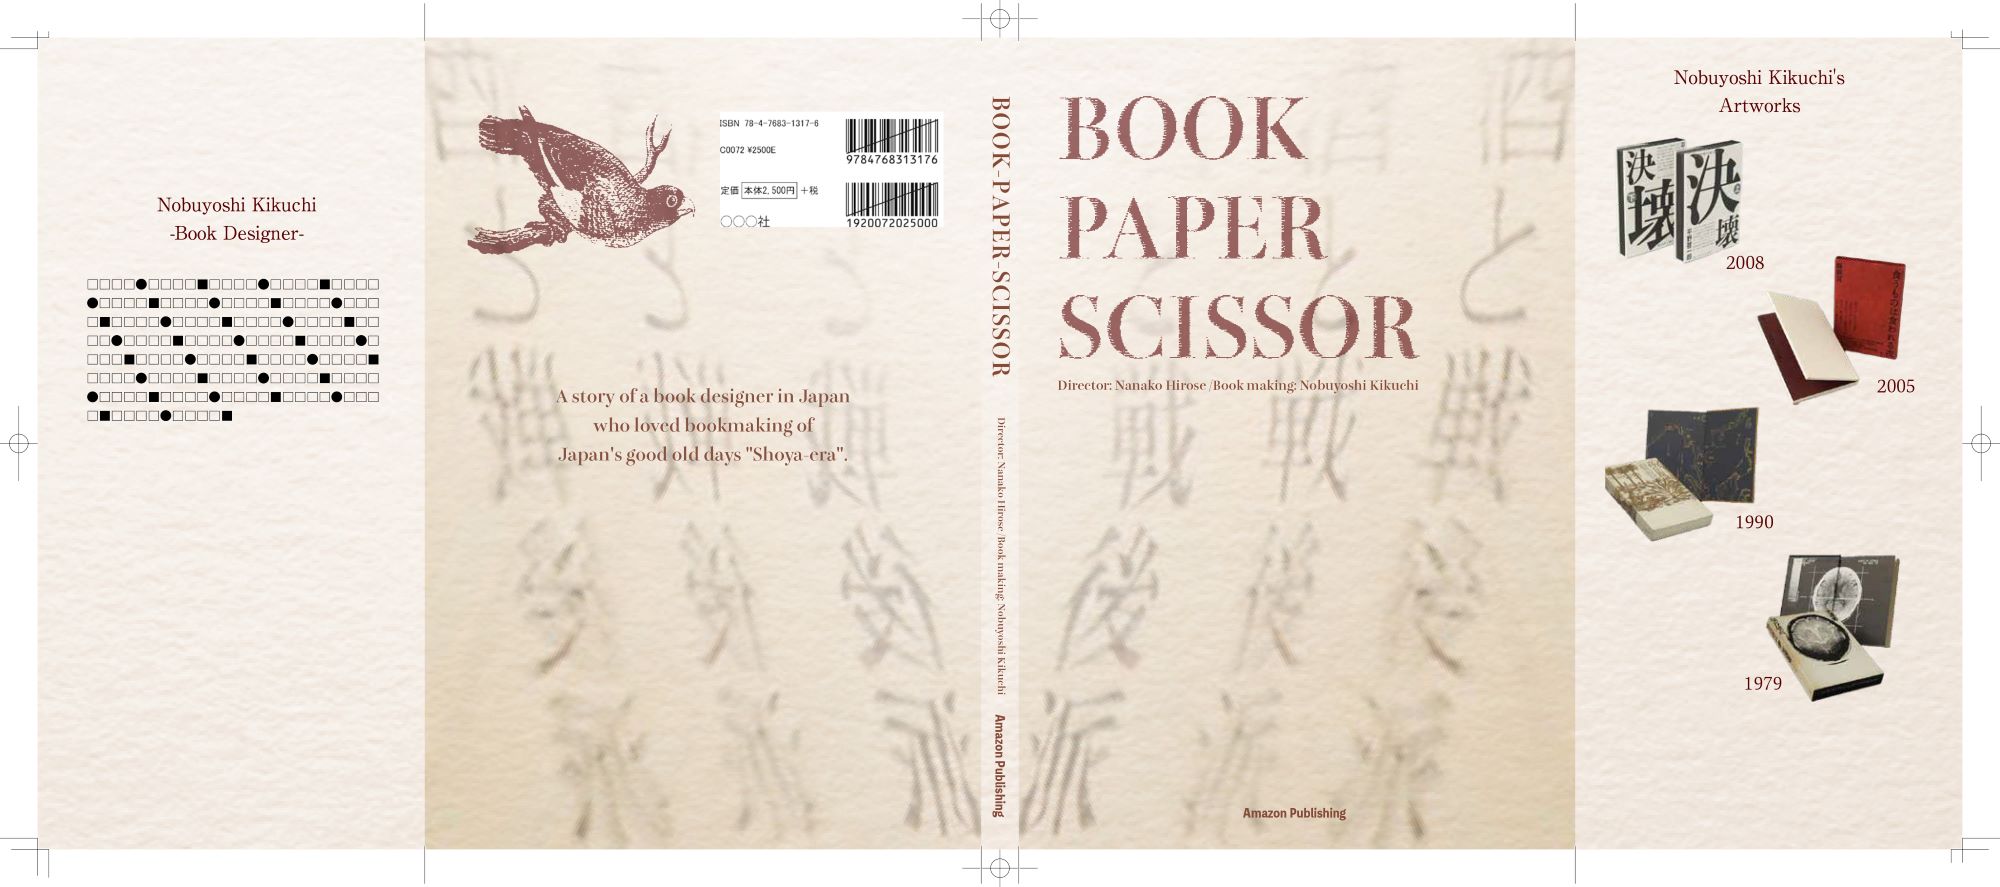 Nobuyoshi Kikuchi
-Book Designer-
ISBN 78-4-7683-1317-6
C0072 ¥2500E
9784768313176
定価 本体2,500円 +税
○○○社
1920072025000
A story of a book designer in Japan
who loved bookmaking of
Japan's good old days "Shoya-era".
BOOK-PAPER-SCISSOR
Director: Nanako Hirose /Book making: Nobuyoshi Kikuchi
Amazon Publishing
BOOK
PAPER
SCISSOR
Director: Nanako Hirose /Book making: Nobuyoshi Kikuchi
Amazon Publishing
Nobuyoshi Kikuchi's
Artworks
決壊
決壊
2008
2005
1990
1979